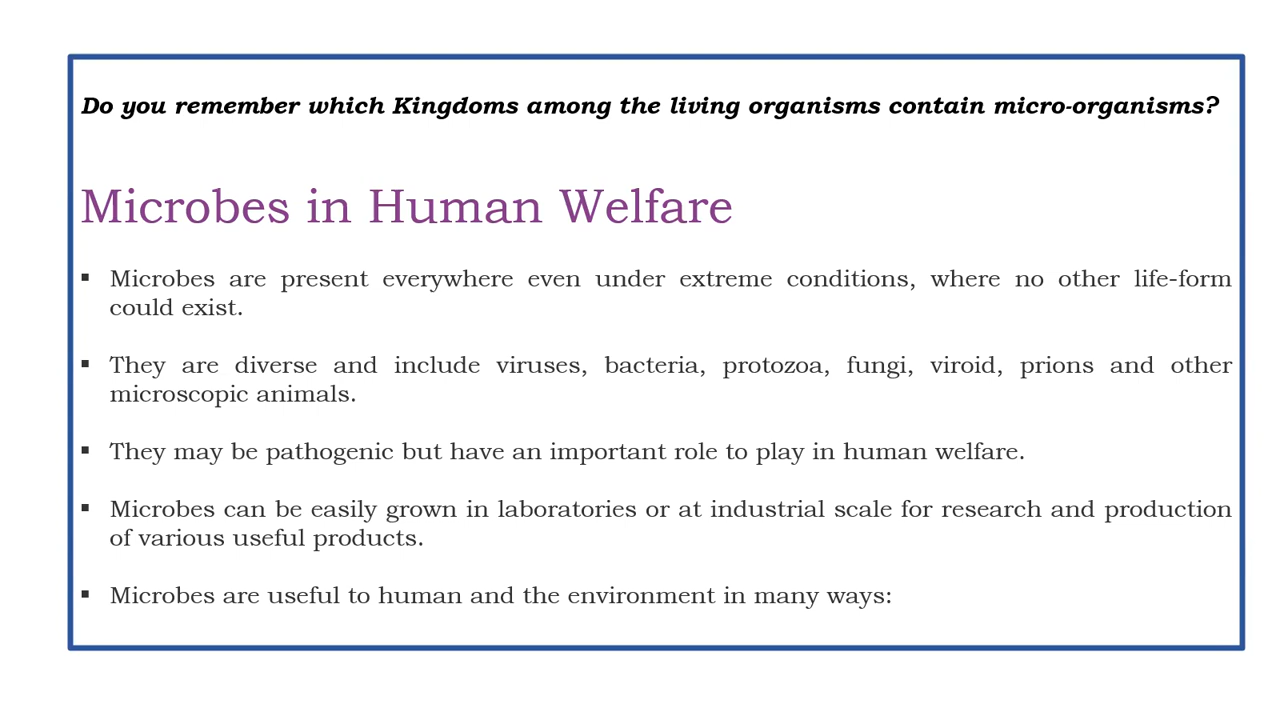 Do you remember which Kingdoms among the living organisms contain micro-organisms?
Microbes in Human Welfare
▪ Microbes are present everywhere even under extreme conditions, where no other life-form
could exist.
▪ They are diverse and include viruses, bacteria, protozoa, fungi, viroid, prions and other
microscopic animals.
▪ They may be pathogenic but have an important role to play in human welfare.
▪ Microbes can be easily grown in laboratories or at industrial scale for research and production
of various useful products.
▪ Microbes are useful to human and the environment in many ways: